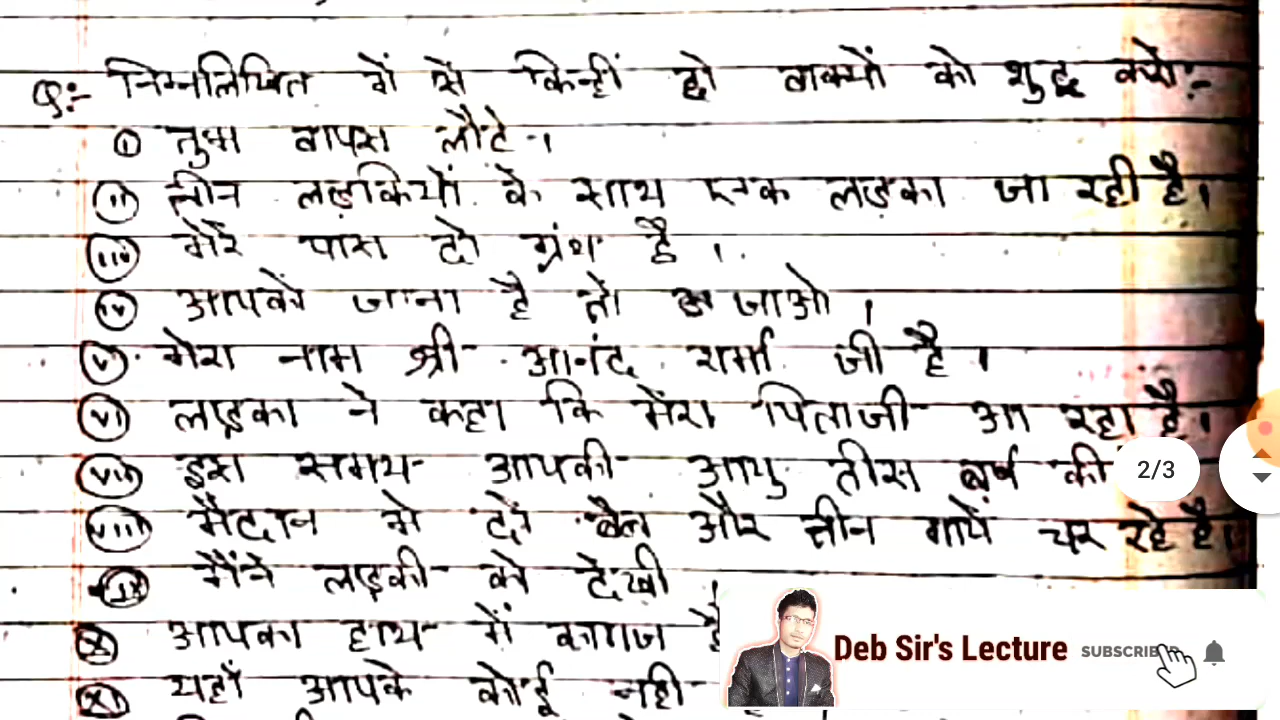 Q:- निम्नलिखित में से किन्हीं दो वाक्यों को शुद्ध करो:-
① तुम वापस लौटे ।
(ii) तीन लड़कियों के साथ एक लड़का जा रही है।
(iii) मेरे पास दो ग्रंथ है ।
(iv) आपको जाना है तो जाओ ।
(v) मेरा नाम श्री आनंद शर्मा जी है ।
(vi) लड़का ने कहा कि मेरा पिताजी आ रहा है।
(vii) इस समय आपकी आयु तीस वर्ष की
2/3
(viii) मैदान मे दो बैल और तीन गायें चर रहे है।
(ix) मैंने लड़की को देखी ।
(x) आपका हाथ में कागज है
Deb Sir's Lecture SUBSCRIBE
(xi) यहाँ आपके कोई नही